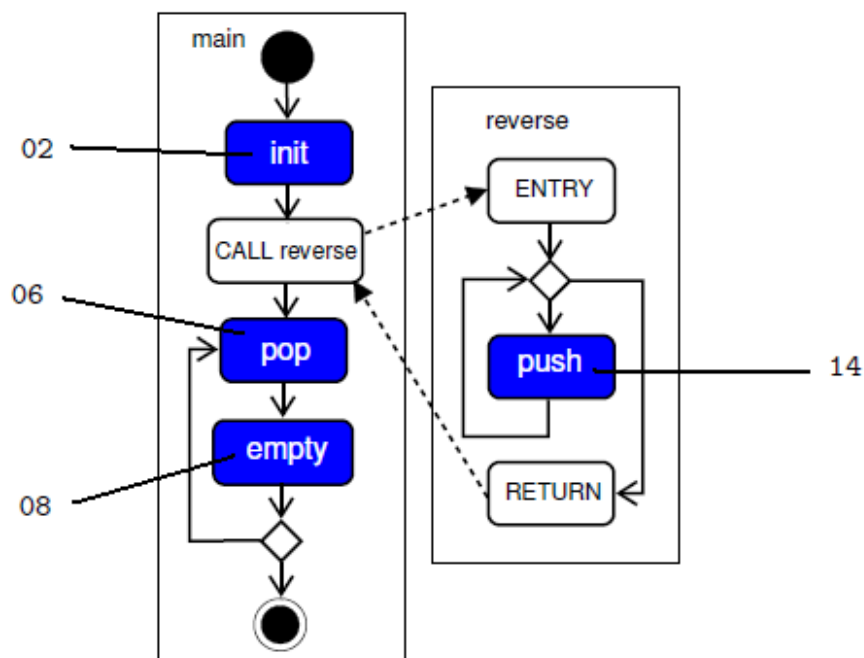 main
reverse
02
init
ENTRY
CALL reverse
06
pop
push
14
empty
08
RETURN